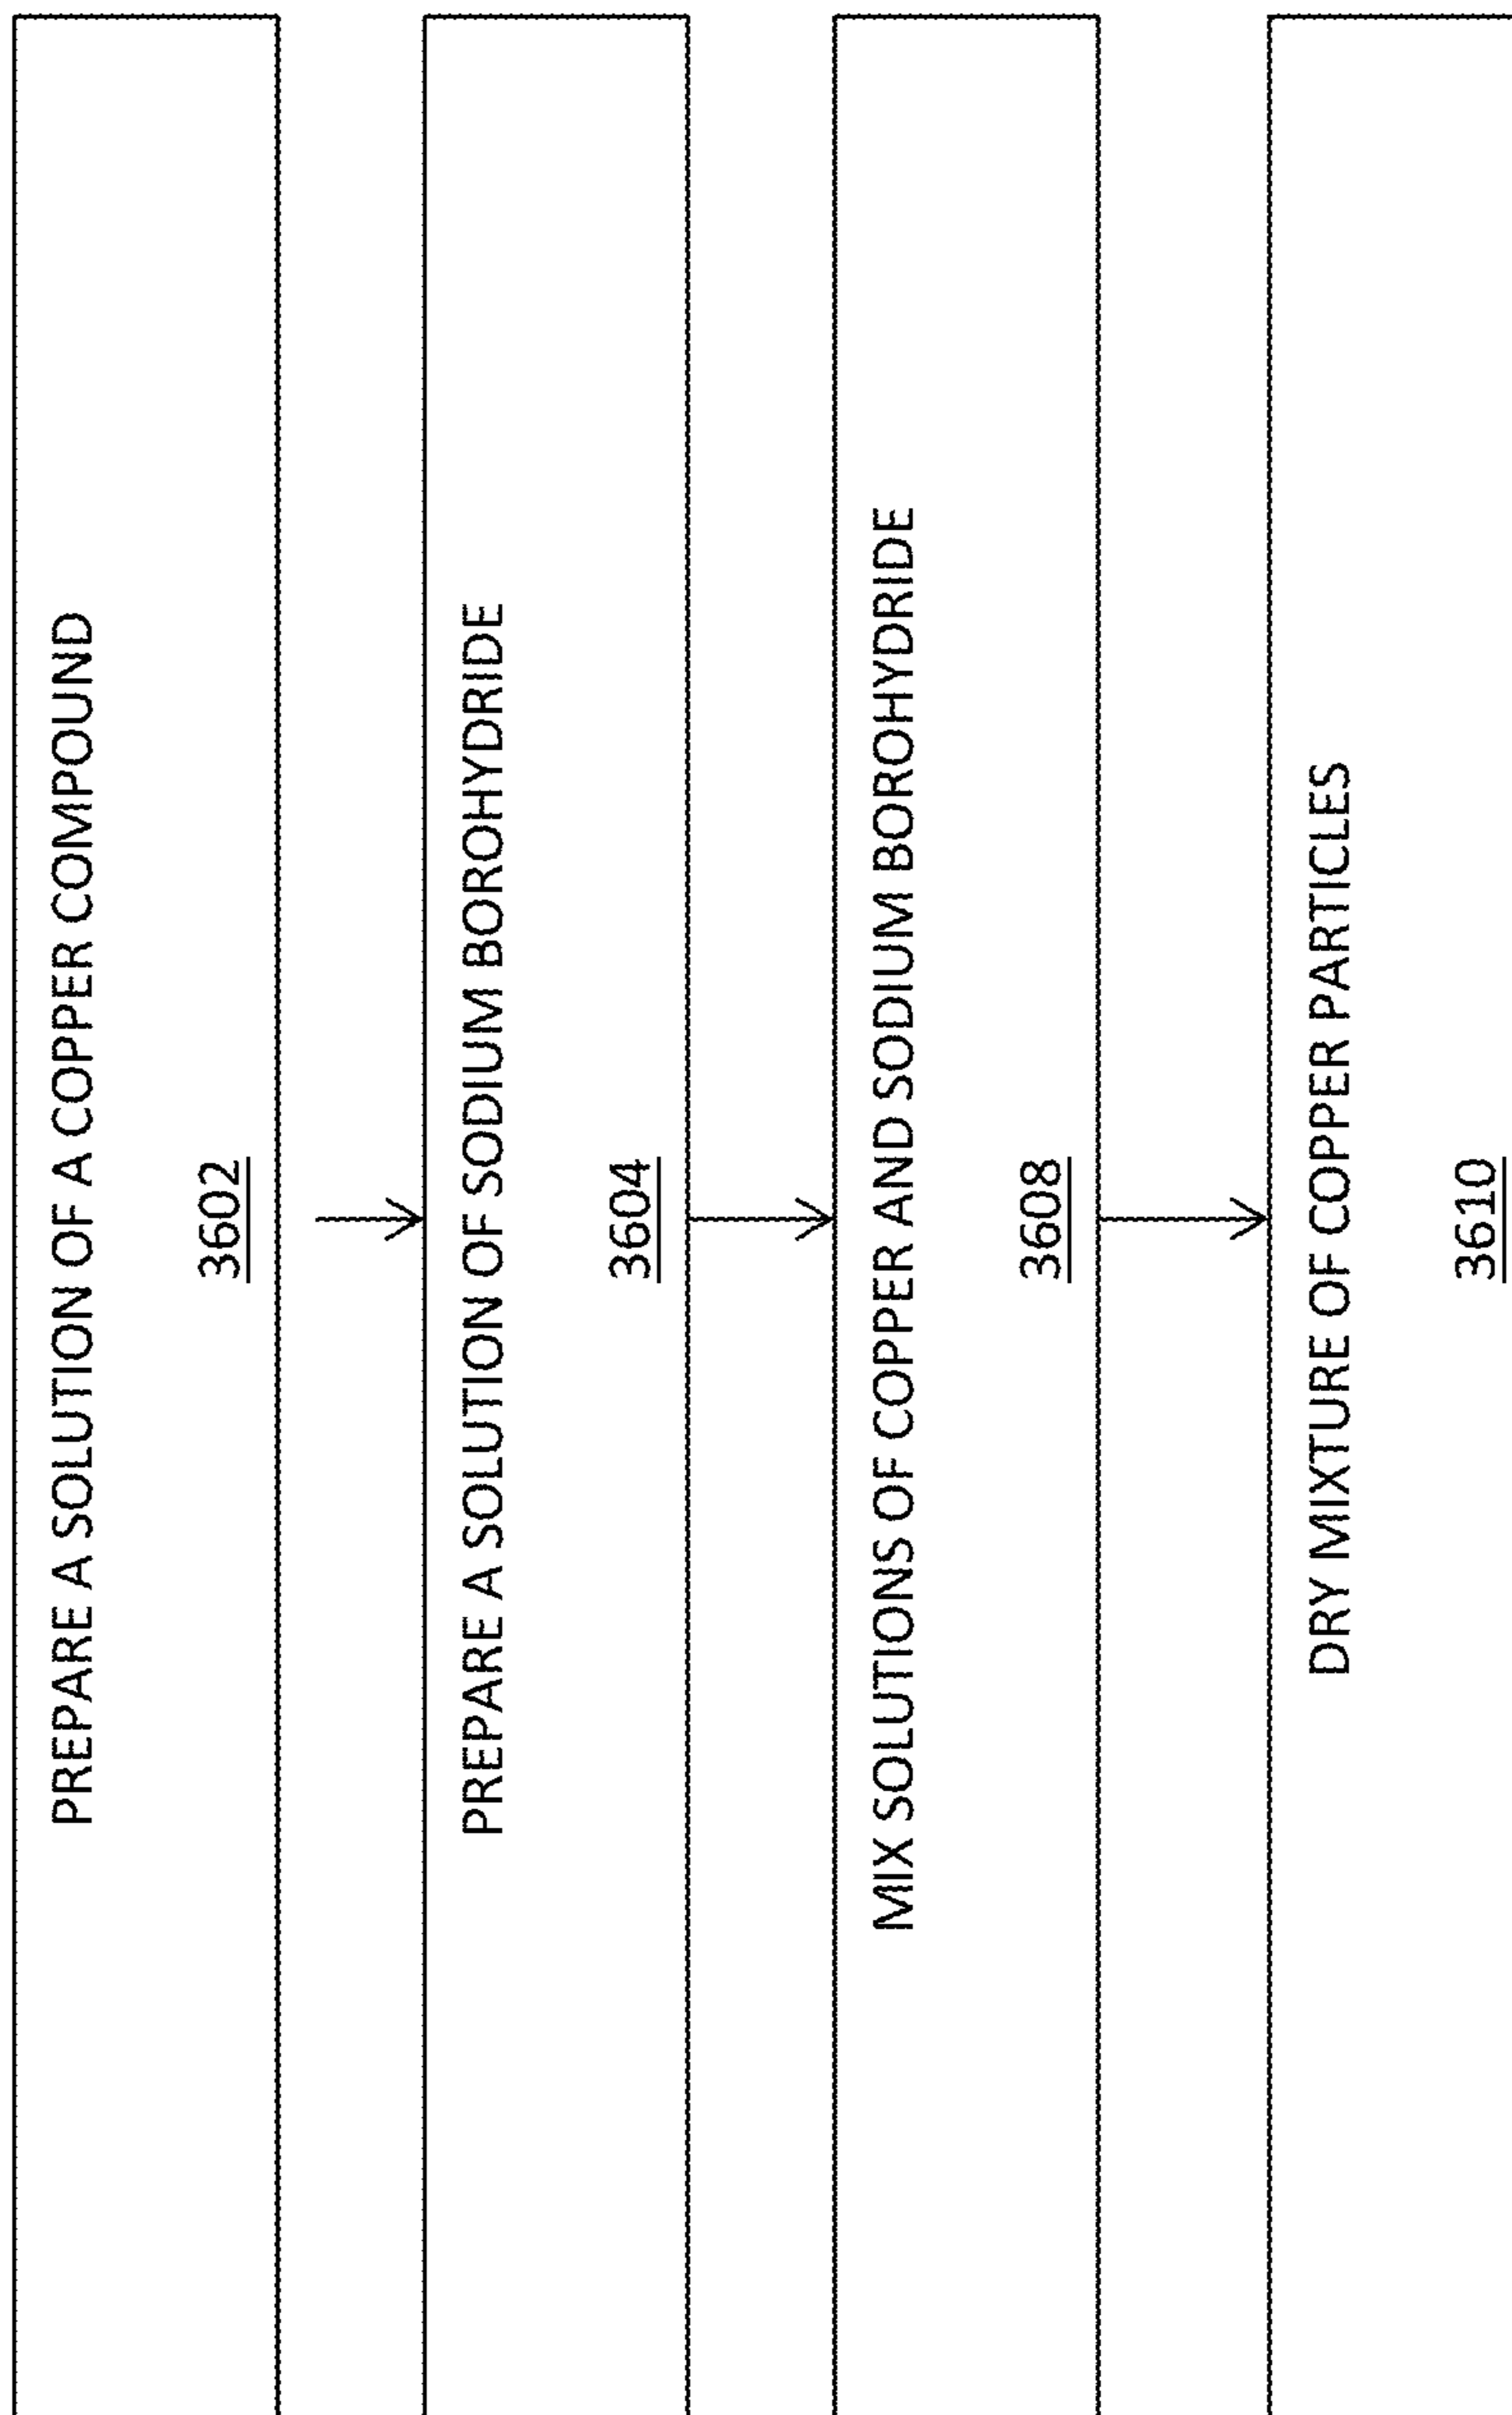 PREPARE A SOLUTION OF A COPPER COMPOUND
3602
PREPARE A SOLUTION OF SODIUM BOROHYDRIDE
3604
MIX SOLUTIONS OF COPPER AND SODIUM BOROHYDRIDE
3608
DRY MIXTURE OF COPPER PARTICLES
3610